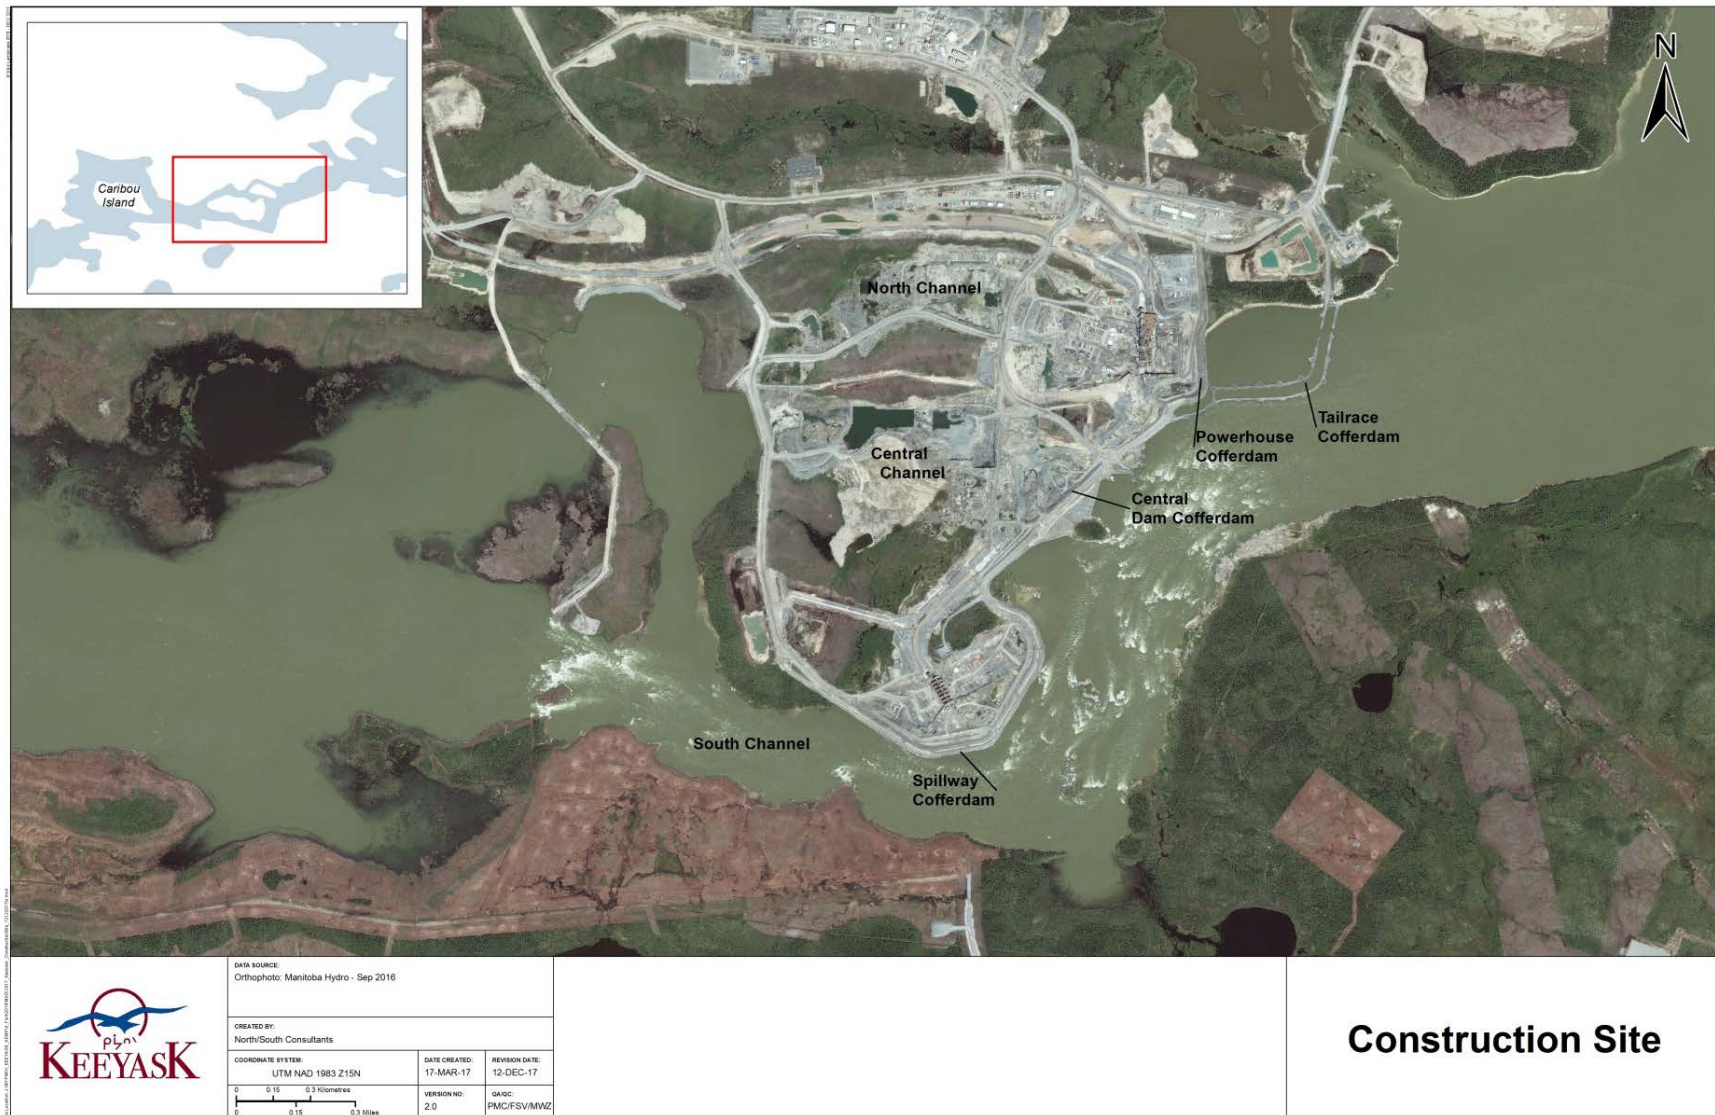 Caribou
Island
N
North Channel
Central
Channel
Powerhouse
Cofferdam
Tailrace
Cofferdam
Central
Dam Cofferdam
South Channel
Spillway
Cofferdam
KEEYASK
DATA SOURCE:
Orthophoto: Manitoba Hydro - Sep 2016
CREATED BY:
North/South Consultants
COORDINATE SYSTEM:
UTM NAD 1983 Z15N
DATE CREATED:
17-MAR-17
REVISION DATE:
12-DEC-17
0 0.15 0.3 Kilometres
0 0.15 0.3 Miles
VERSION NO:
2.0
QA/QC:
PMC/FSV/MWZ
Construction Site